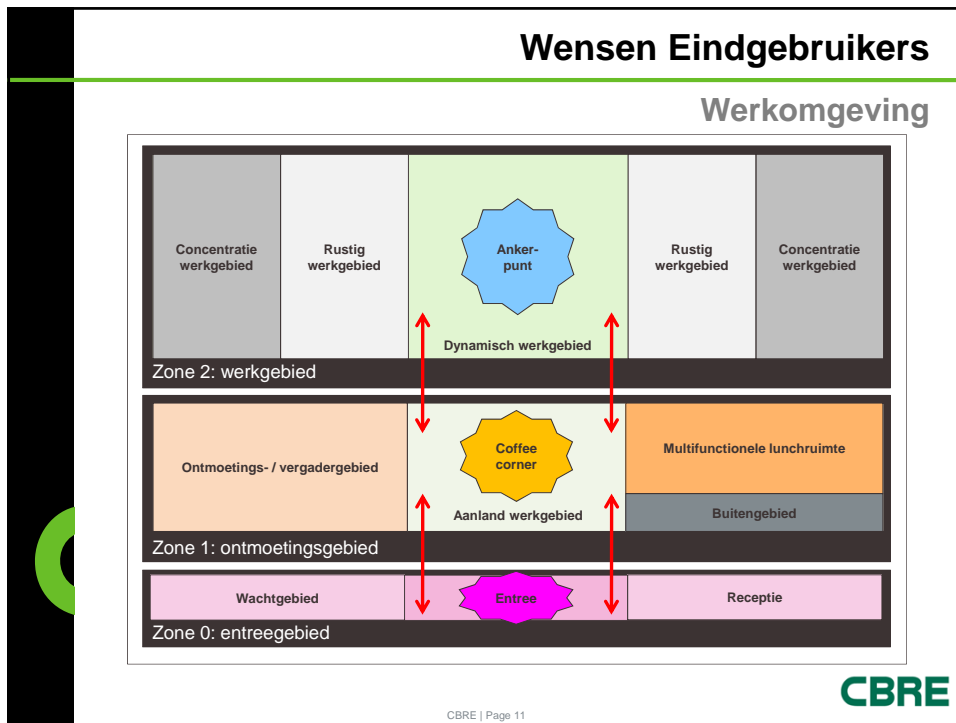 Wensen Eindgebruikers
Werkomgeving
Concentratie
werkgebied
Rustig
werkgebied
Anker-
punt
Dynamisch werkgebied
Rustig
werkgebied
Concentratie
werkgebied
Zone 2: werkgebied
Ontmoetings- / vergadergebied
Coffee
corner
Aanland werkgebied
Multifunctionele lunchruimte
Buitengebied
Zone 1: ontmoetingsgebied
Wachtgebied
Entree
Receptie
Zone 0: entreegebied
CBRE
CBRE | Page 11